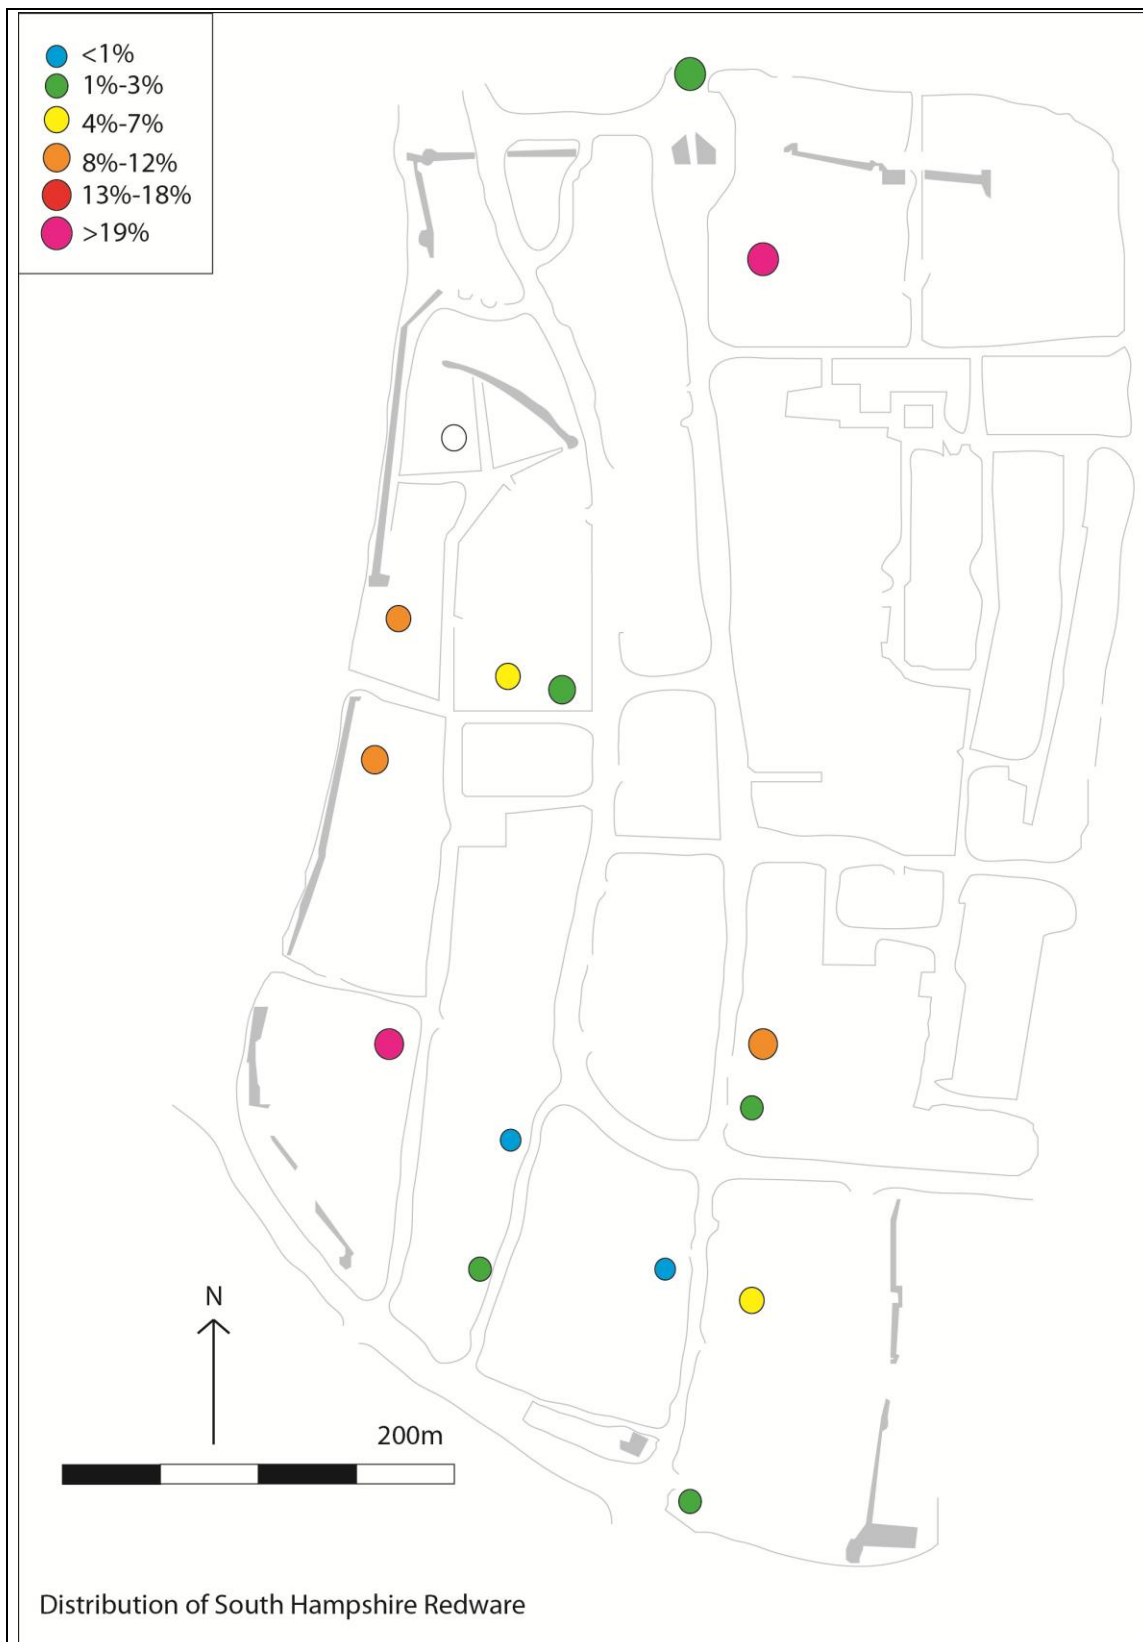 <1%
1%-3%
4%-7%
8%-12%
13%-18%
>19%
N
200m
Distribution of South Hampshire Redware